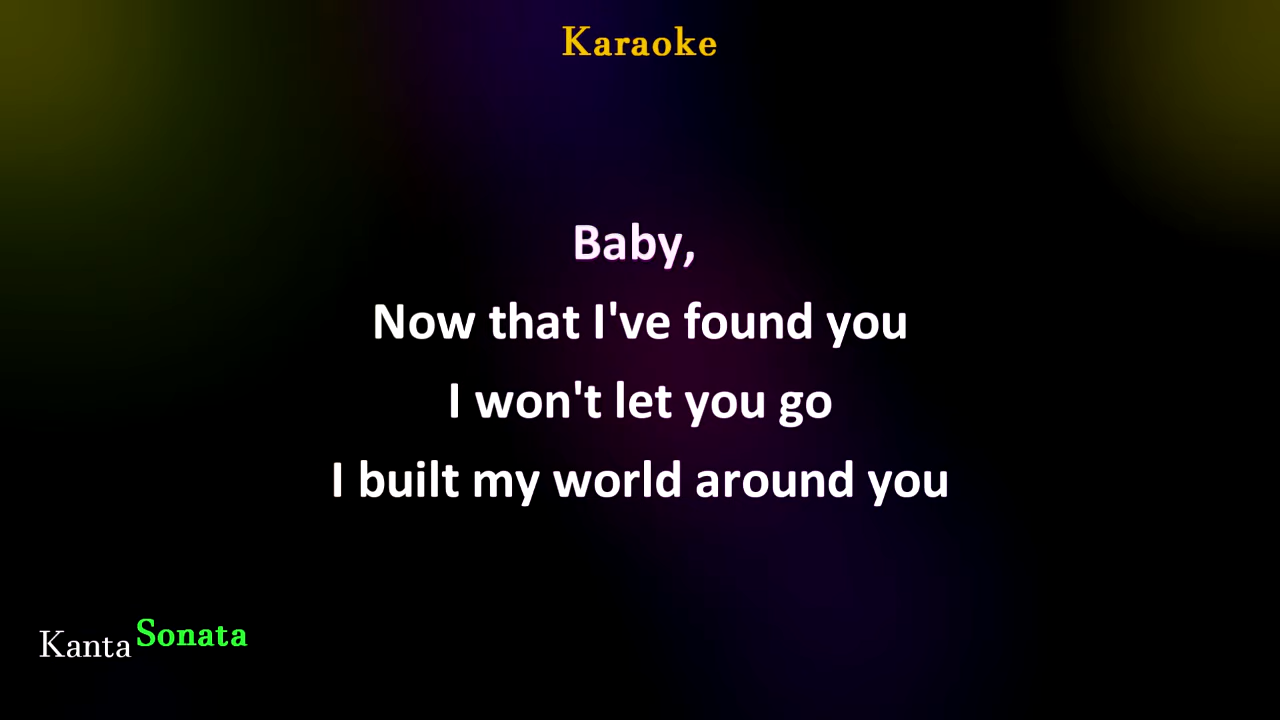 Karaoke
Baby,
Now that I've found you
I won't let you go
I built my world around you
Kanta Sonata